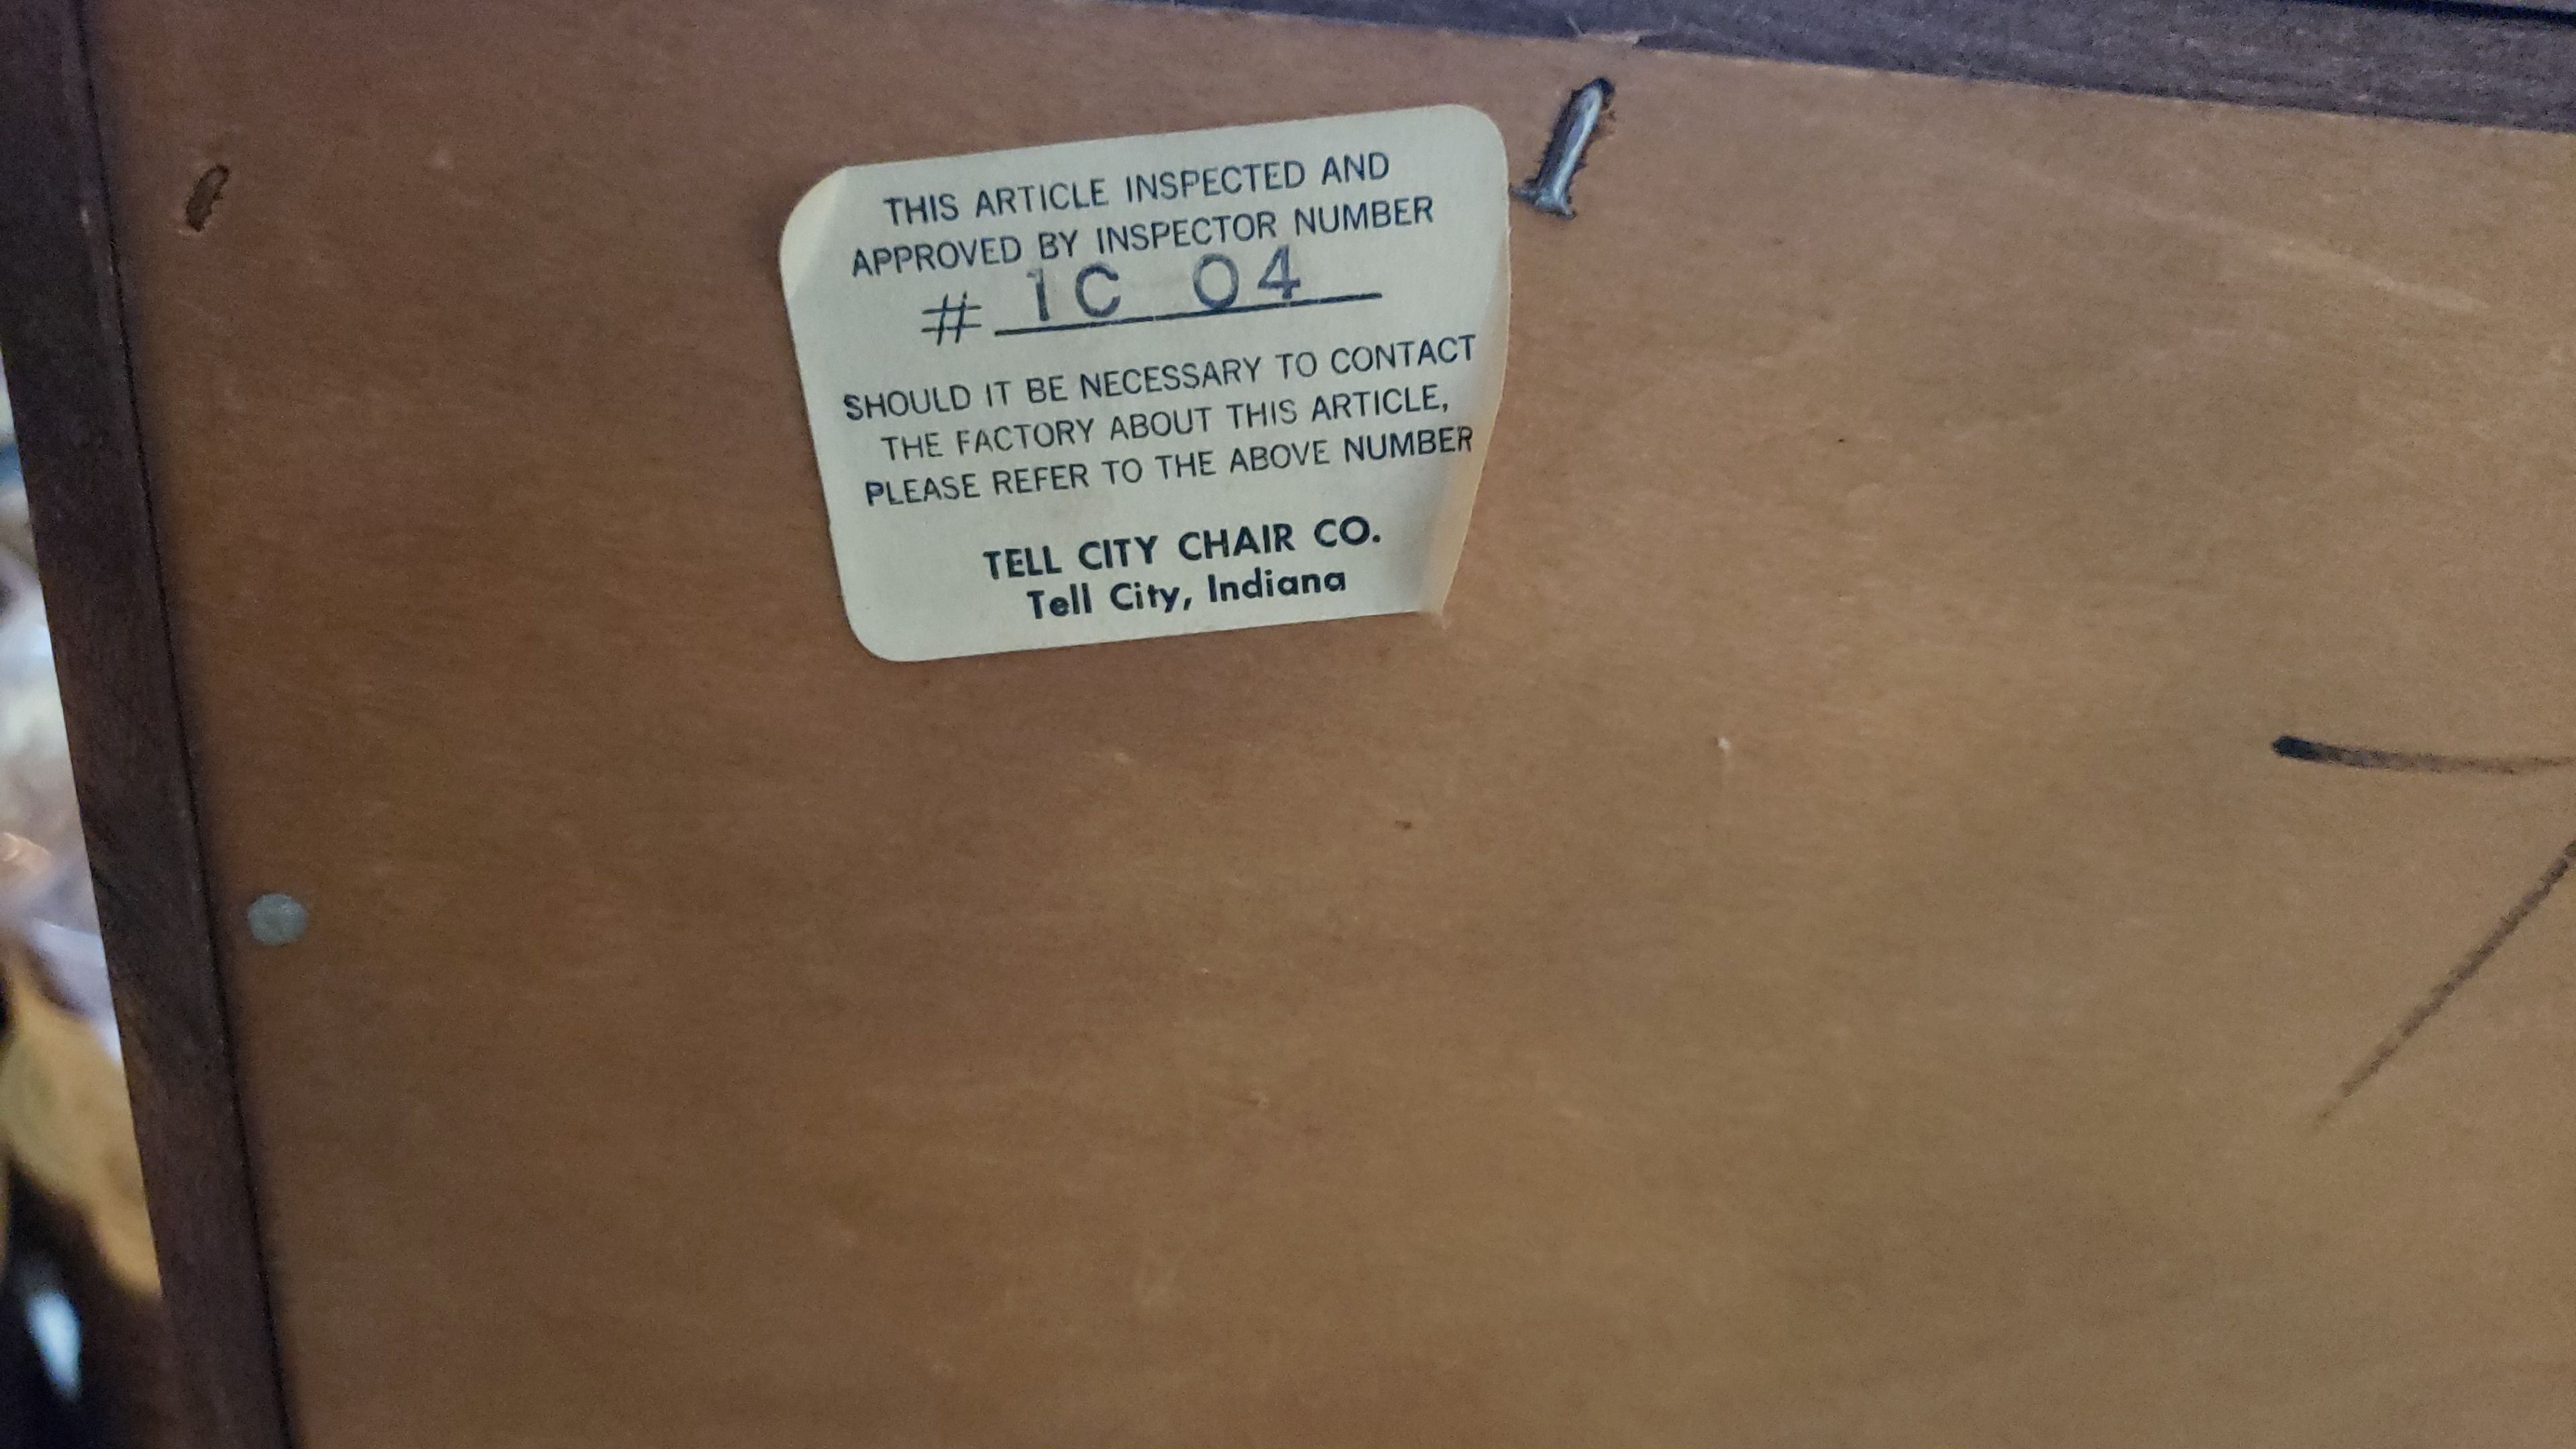 THIS ARTICLE INSPECTED AND
APPROVED BY INSPECTOR NUMBER
# 1C 04
SHOULD IT BE NECESSARY TO CONTACT
THE FACTORY ABOUT THIS ARTICLE,
PLEASE REFER TO THE ABOVE NUMBER
TELL CITY CHAIR CO.
Tell City, Indiana